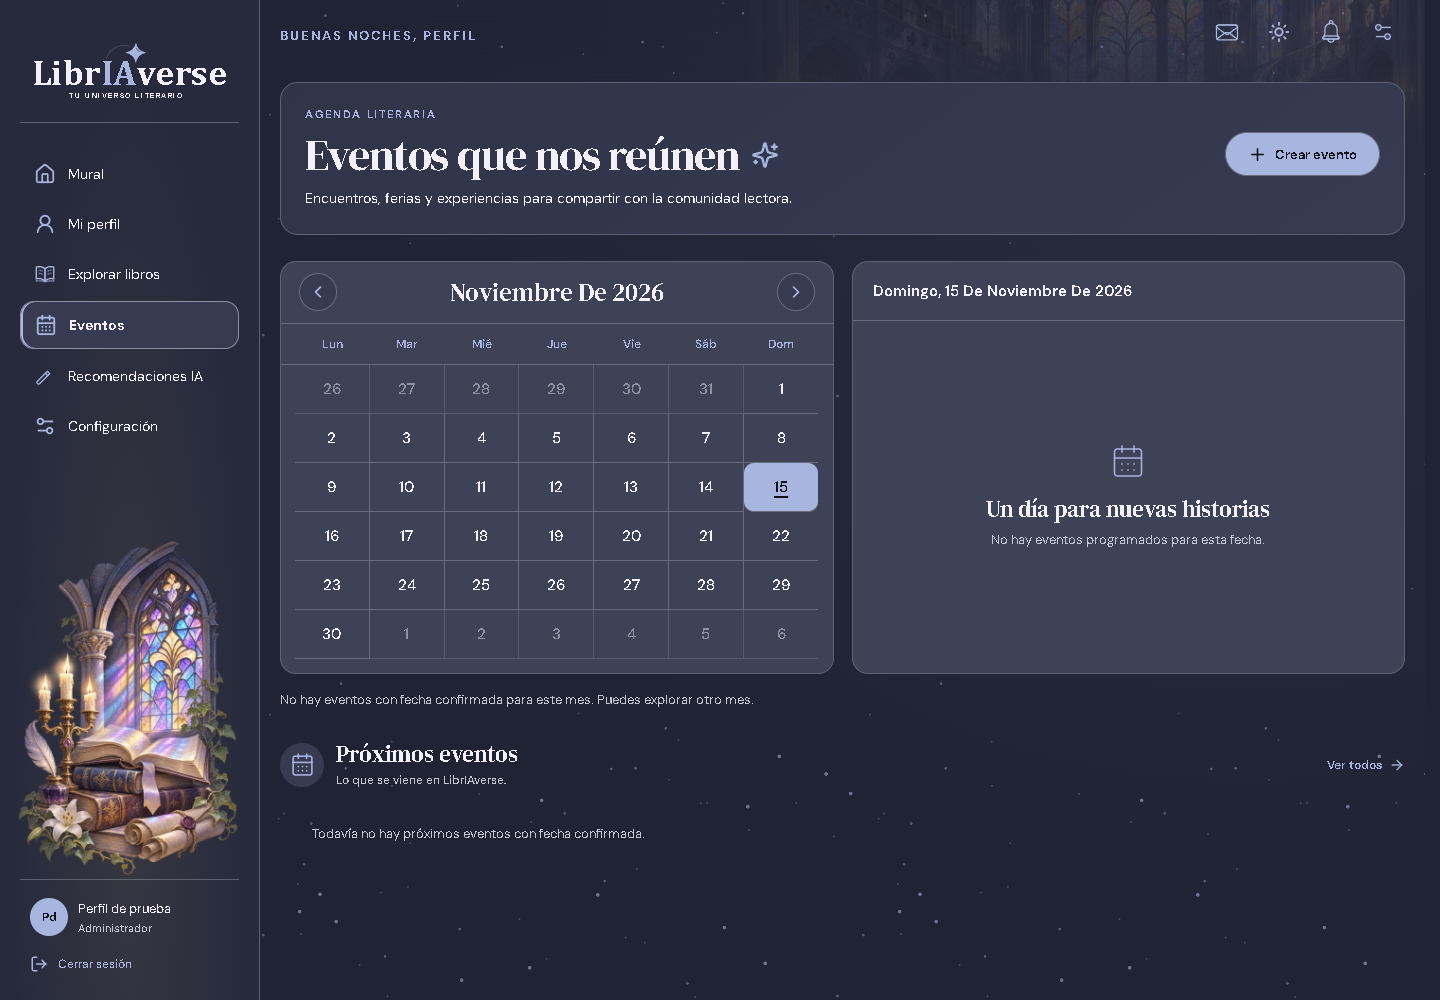 LibrIAverse
TU UNIVERSO LITERARIO
Mural
Mi perfil
Explorar libros
Eventos
Recomendaciones IA
Configuración
Pd
Perfil de prueba
Administrador
Cerrar sesión
BUENAS NOCHES, PERFIL
AGENDA LITERARIA
Eventos que nos reúnen
Encuentros, ferias y experiencias para compartir con la comunidad lectora.
Crear evento
Noviembre De 2026
Lun Mar Mié Jue Vie Sáb Dom
26 27 28 29 30 31 1
2 3 4 5 6 7 8
9 10 11 12 13 14 15
16 17 18 19 20 21 22
23 24 25 26 27 28 29
30 1 2 3 4 5 6
Domingo, 15 De Noviembre De 2026
Un día para nuevas historias
No hay eventos programados para esta fecha.
No hay eventos con fecha confirmada para este mes. Puedes explorar otro mes.
Próximos eventos
Lo que se viene en LibrIAverse.
Ver todos
Todavía no hay próximos eventos con fecha confirmada.